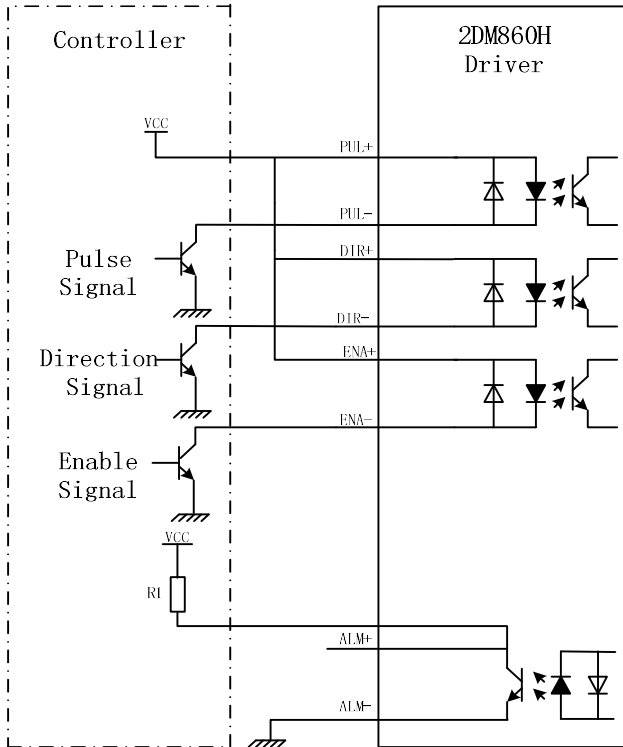 Controller
2DM860H
Driver
VCC
PUL+
PUL-
Pulse
Signal
DIR+
DIR-
Direction
Signal
ENA+
ENA-
Enable
Signal
VCC
R1
ALM+
ALM-